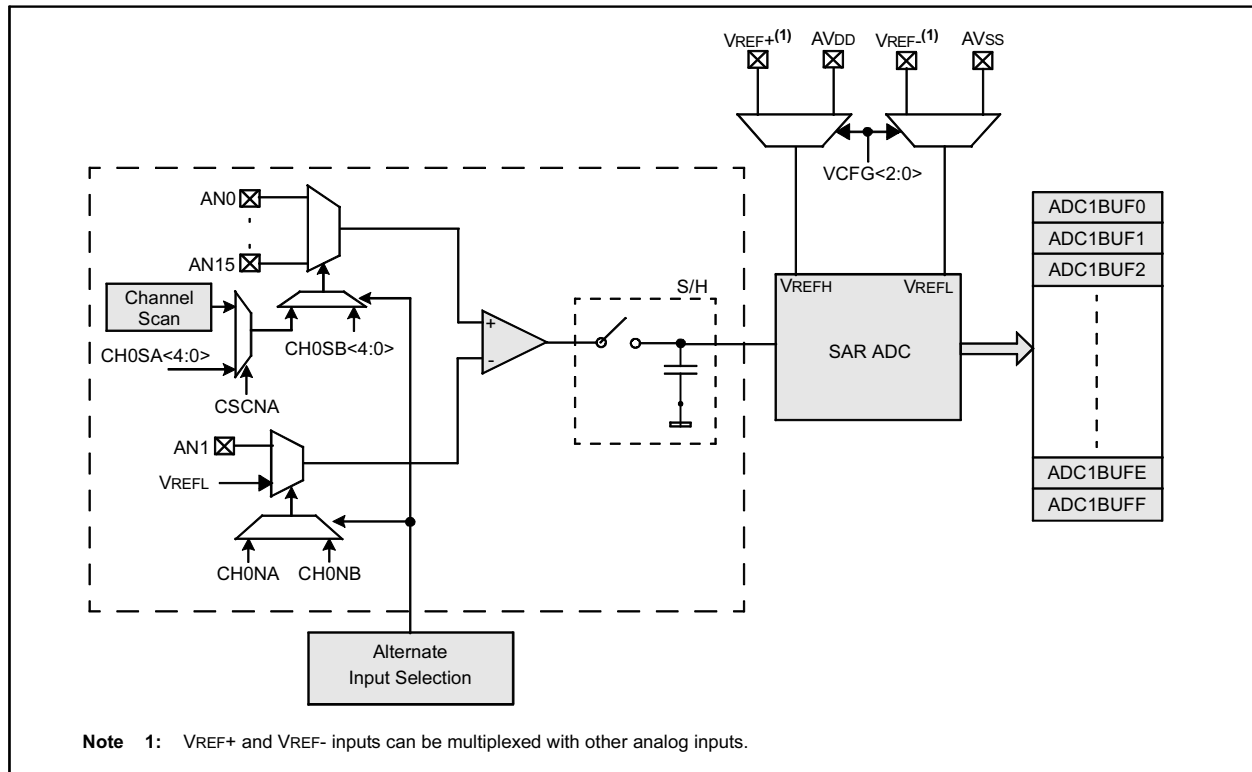 VREF+(1) AVDD VREF-(1) AVSS
VCFG<2:0>
AN0
AN15
Channel
Scan
CH0SA<4:0>
CSCNA
CH0SB<4:0>
+
-
S/H
AN1
VREFL
CH0NA CH0NB
VREFH VREFL
SAR ADC
ADC1BUF0
ADC1BUF1
ADC1BUF2
ADC1BUFE
ADC1BUFF
Alternate
Input Selection
Note 1: VREF+ and VREF- inputs can be multiplexed with other analog inputs.